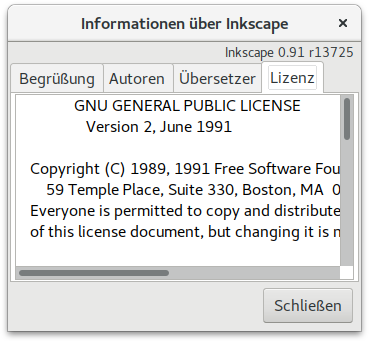 Informationen über Inkscape
Inkscape 0.91 r13725
Begrüßung Autoren Übersetzer Lizenz
GNU GENERAL PUBLIC LICENSE
Version 2, June 1991
Copyright (C) 1989, 1991 Free Software Fou
59 Temple Place, Suite 330, Boston, MA 0
Everyone is permitted to copy and distribute
of this license document, but changing it is n
Schließen